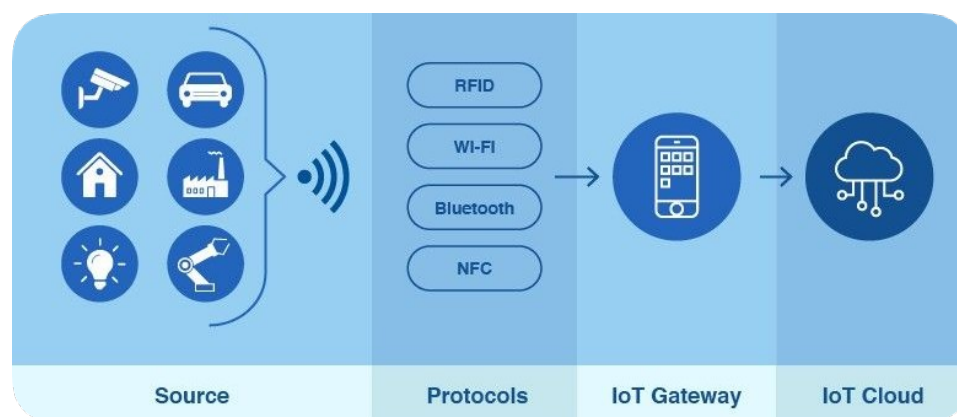 RFID
WI-FI
Bluetooth
NFC
Source
Protocols
IoT Gateway
IoT Cloud